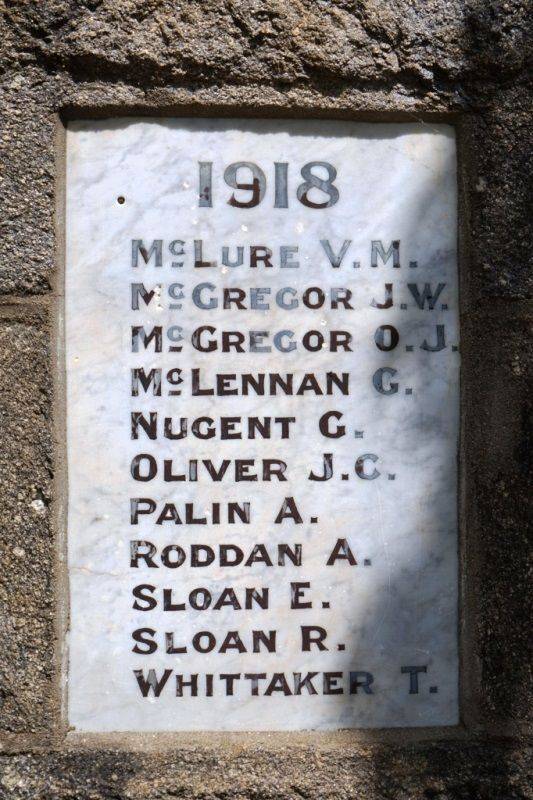 1918
McLure V.M.
McGregor J.W.
McGregor O.J.
McLennan G.
Nugent G.
Oliver J.C.
Palin A.
Roddan A.
Sloan E.
Sloan R.
Whittaker T.